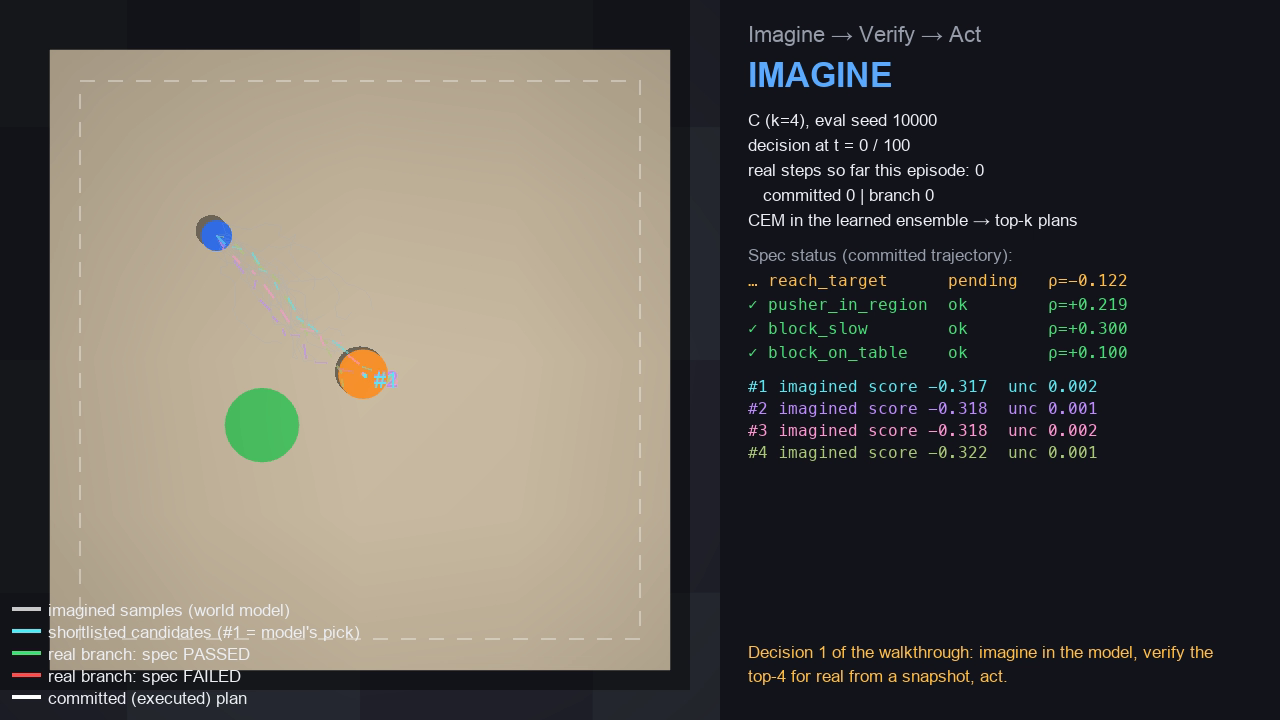 Imagine → Verify → Act
IMAGINE
C (k=4), eval seed 10000
decision at t = 0 / 100
real steps so far this episode: 0
committed 0 | branch 0
CEM in the learned ensemble → top-k plans
Spec status (committed trajectory):
… reach_target pending ρ=−0.122
✓ pusher_in_region ok ρ=+0.219
✓ block_slow ok ρ=+0.300
✓ block_on_table ok ρ=+0.100
#1 imagined score −0.317 unc 0.002
#2 imagined score −0.318 unc 0.001
#3 imagined score −0.318 unc 0.002
#4 imagined score −0.322 unc 0.001
imagined samples (world model)
shortlisted candidates (#1 = model's pick)
real branch: spec PASSED
real branch: spec FAILED
committed (executed) plan
Decision 1 of the walkthrough: imagine in the model, verify the
top-4 for real from a snapshot, act.